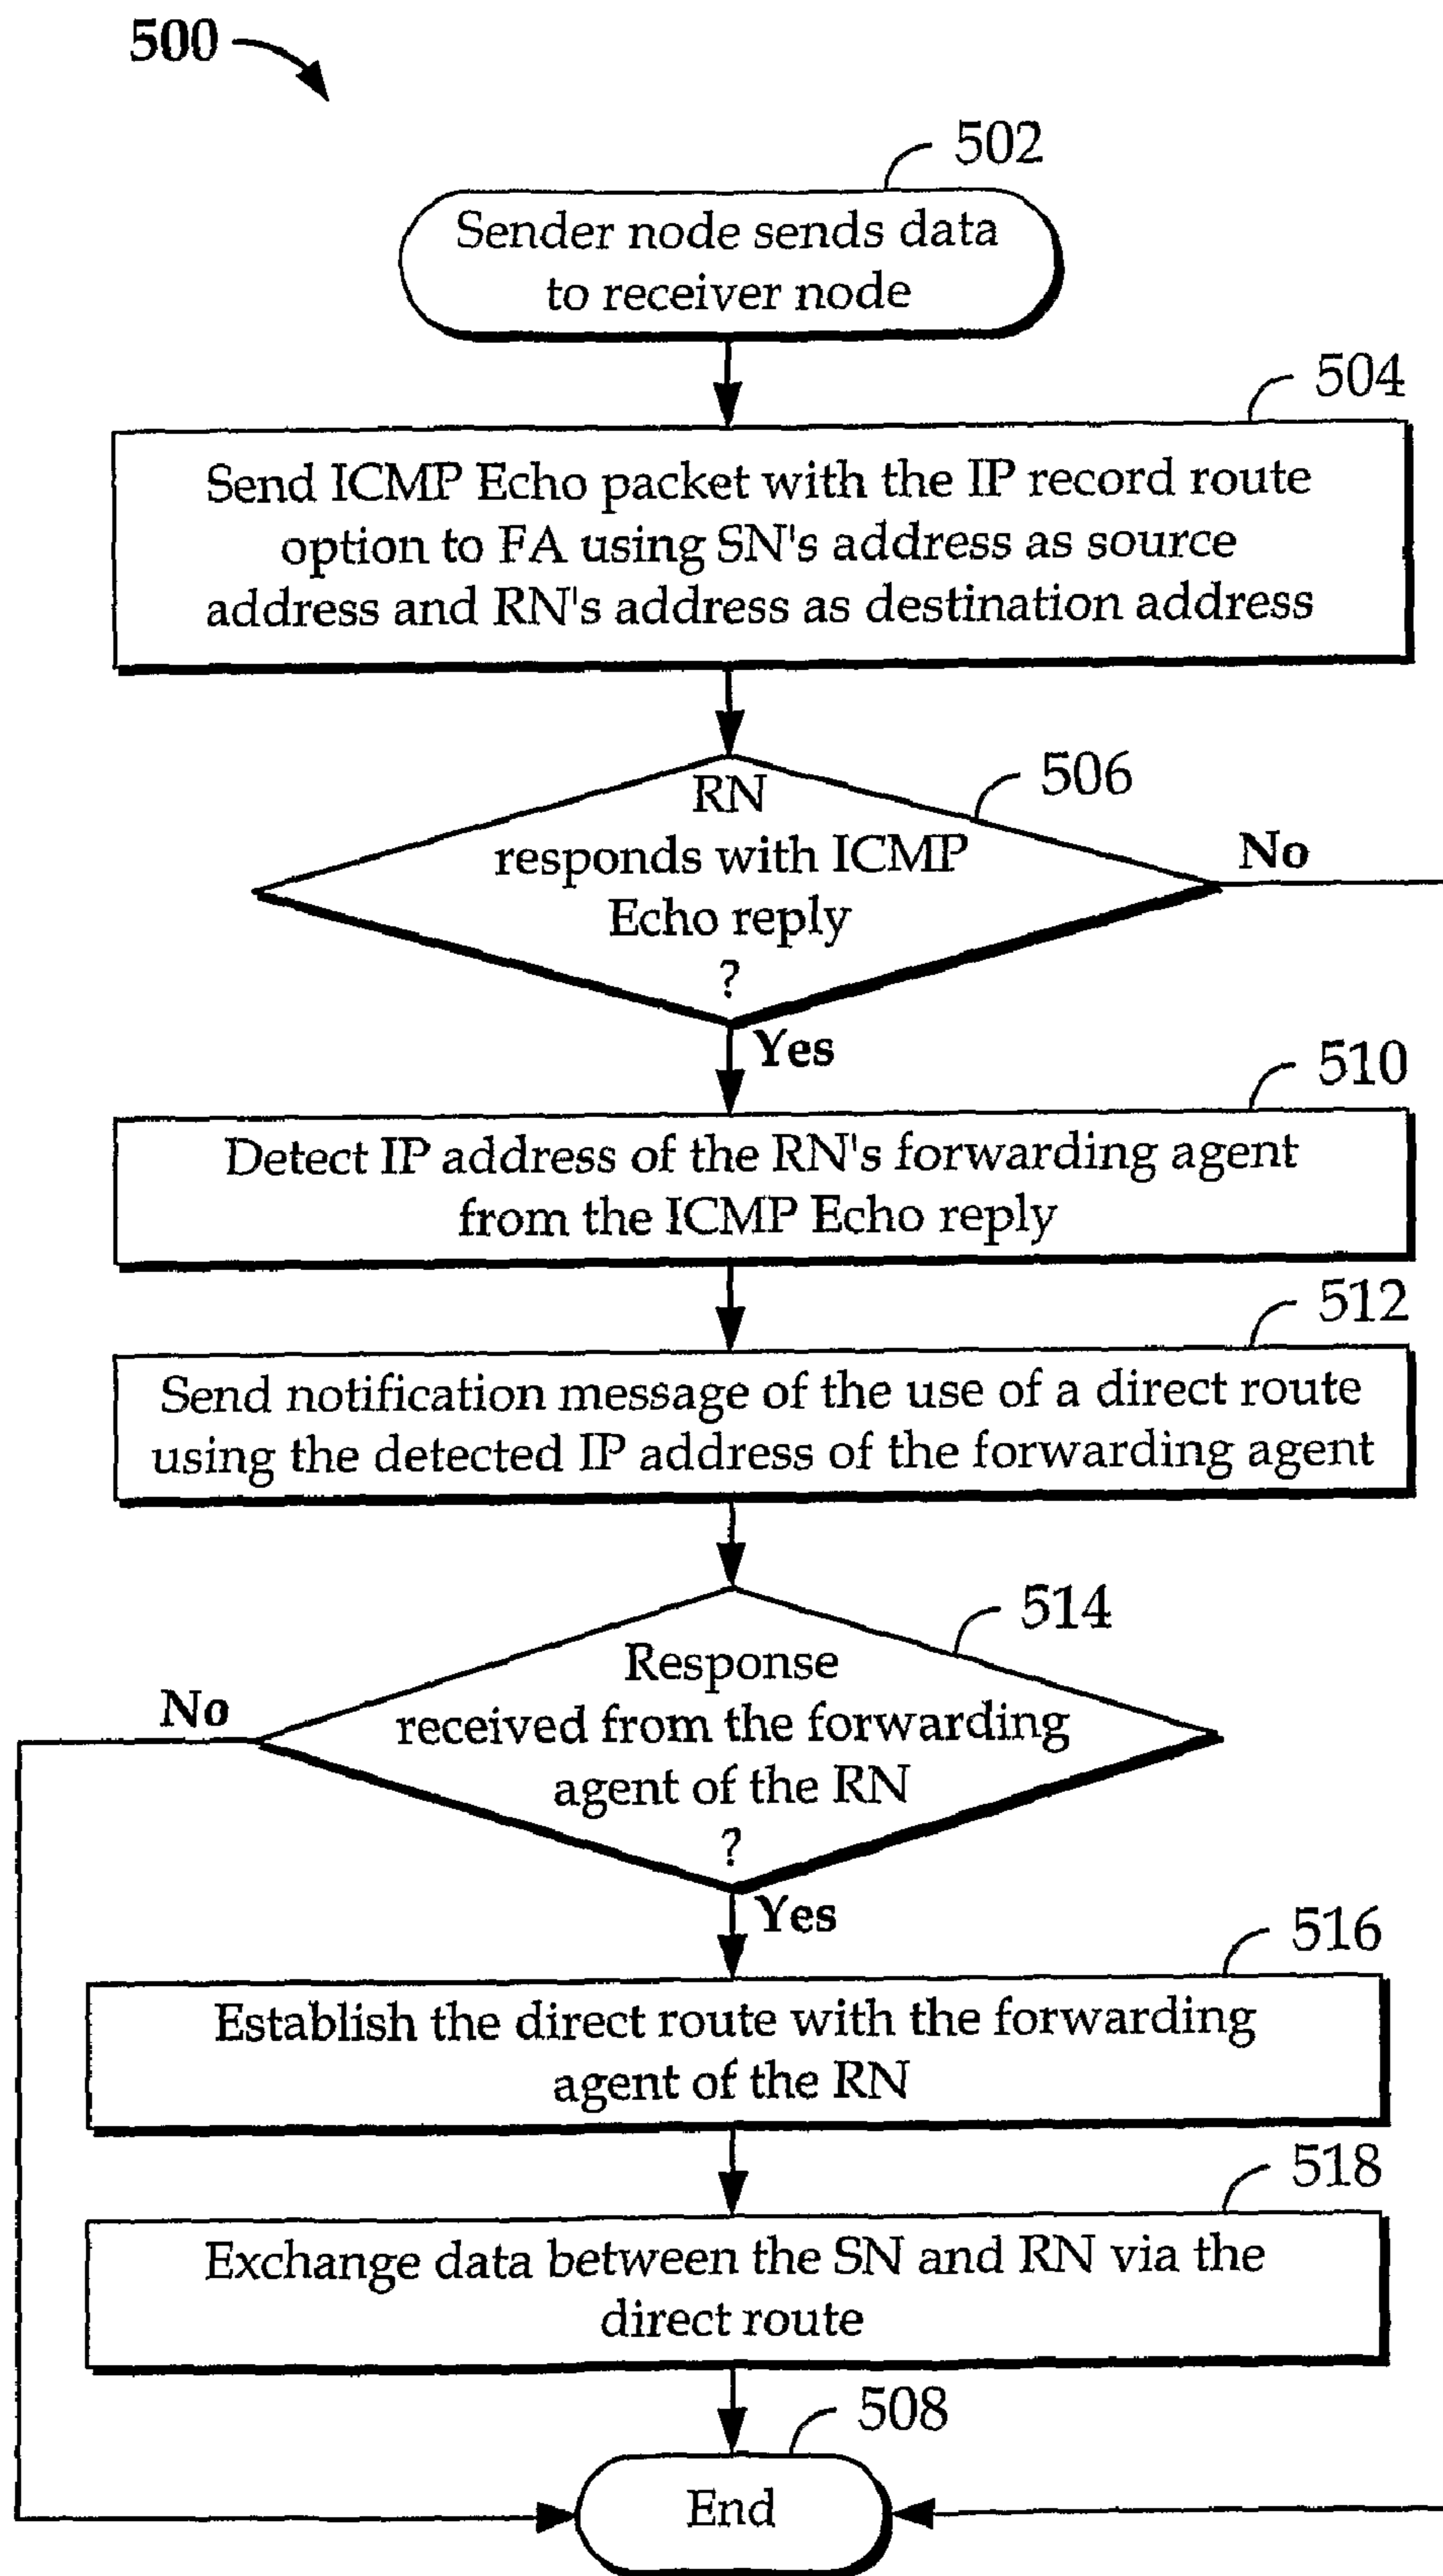 500
502
Sender node sends data
to receiver node
504
Send ICMP Echo packet with the IP record route
option to FA using SN's address as source
address and RN's address as destination address
506
RN
responds with ICMP
Echo reply
?
No
Yes
510
Detect IP address of the RN's forwarding agent
from the ICMP Echo reply
512
Send notification message of the use of a direct route
using the detected IP address of the forwarding agent
514
Response
received from the forwarding
agent of the RN
?
No
Yes
516
Establish the direct route with the forwarding
agent of the RN
518
Exchange data between the SN and RN via the
direct route
508
End